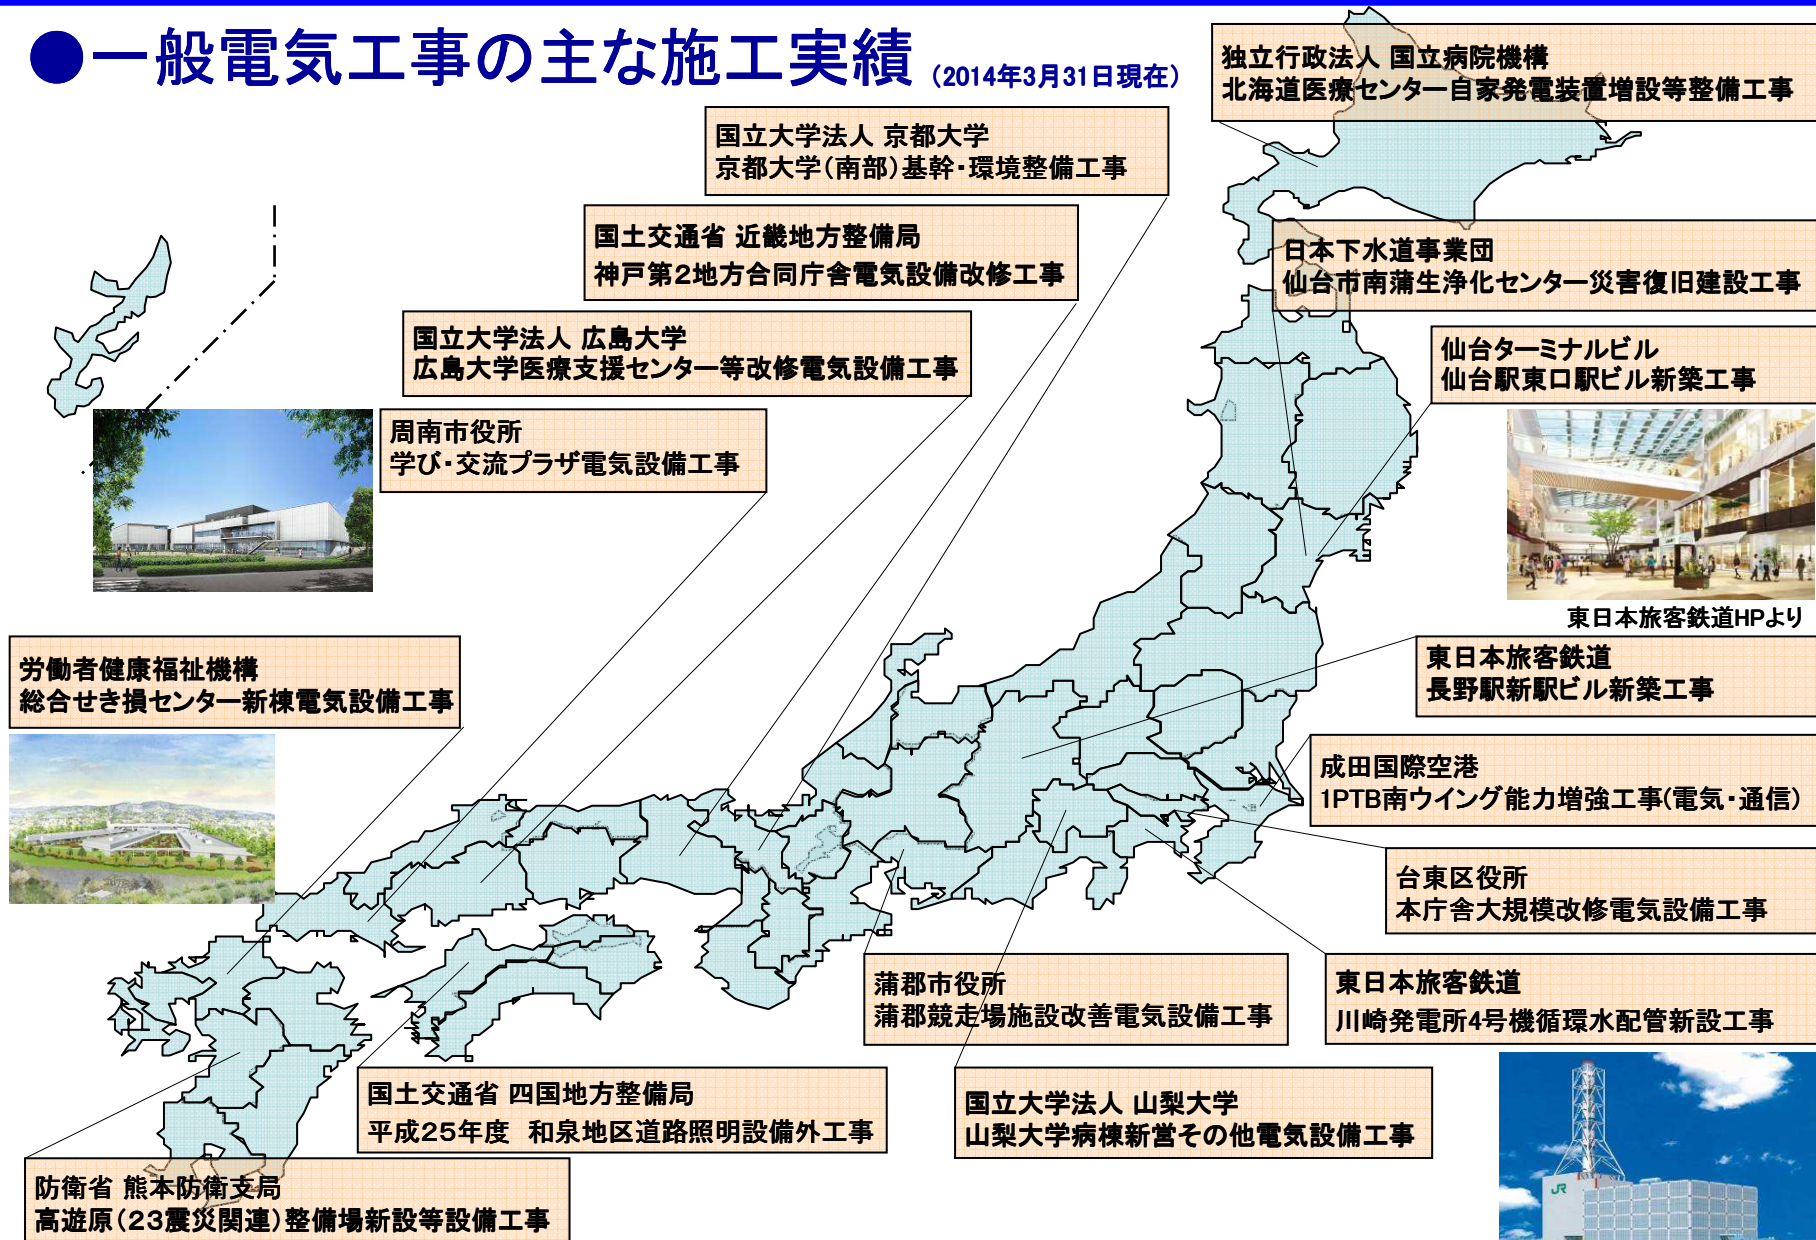 ●一般電気工事の主な施工実績 (2014年3月31日現在)
独立行政法人 国立病院機構
北海道医療センター自家発電装置増設等整備工事
国立大学法人 京都大学
京都大学(南部)基幹・環境整備工事
国土交通省 近畿地方整備局
神戸第2地方合同庁舎電気設備改修工事
日本下水道事業団
仙台市南蒲生浄化センター災害復旧建設工事
国立大学法人 広島大学
広島大学医療支援センター等改修電気設備工事
仙台ターミナルビル
仙台駅東口駅ビル新築工事
周南市役所
学び・交流プラザ電気設備工事
東日本旅客鉄道HPより
労働者健康福祉機構
総合せき損センター新棟電気設備工事
東日本旅客鉄道
長野駅新駅ビル新築工事
成田国際空港
1PTB南ウイング能力増強工事(電気・通信)
台東区役所
本庁舎大規模改修電気設備工事
蒲郡市役所
蒲郡競走場施設改善電気設備工事
東日本旅客鉄道
川崎発電所4号機循環水配管新設工事
国土交通省 四国地方整備局
平成25年度 和泉地区道路照明設備外工事
国立大学法人 山梨大学
山梨大学病棟新営その他電気設備工事
防衛省 熊本防衛支局
高遊原(23震災関連)整備場新設等設備工事
JR